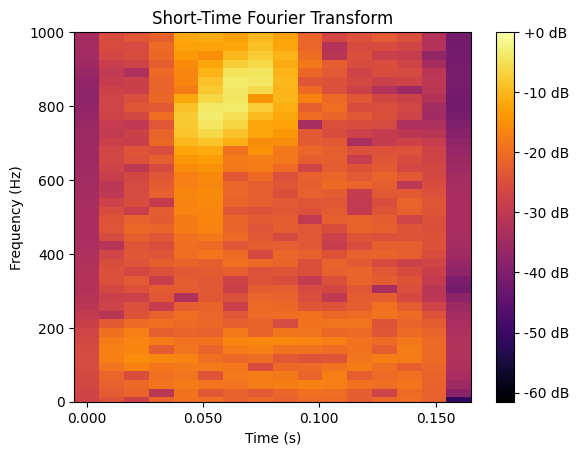 Short-Time Fourier Transform
Frequency (Hz)
1000
800
600
400
200
0
0.000 0.050 0.100 0.150
Time (s)
+0 dB
-10 dB
-20 dB
-30 dB
-40 dB
-50 dB
-60 dB